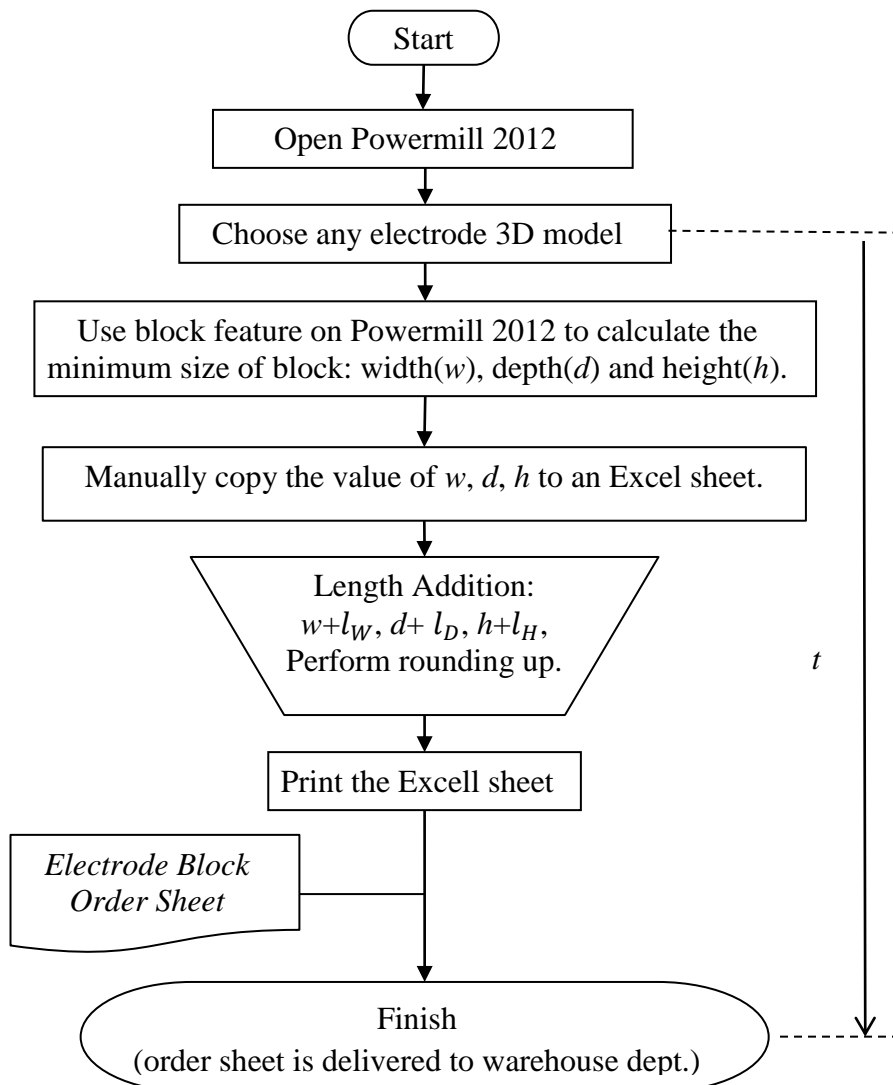 Start
Open Powermill 2012
Choose any electrode 3D model
Use block feature on Powermill 2012 to calculate the
minimum size of block: width(w), depth(d) and height(h).
Manually copy the value of w, d, h to an Excel sheet.
Length Addition:
w+l_W, d+ l_D, h+l_H,
Perform rounding up.
t
Print the Excell sheet
Electrode Block
Order Sheet
Finish
(order sheet is delivered to warehouse dept.)